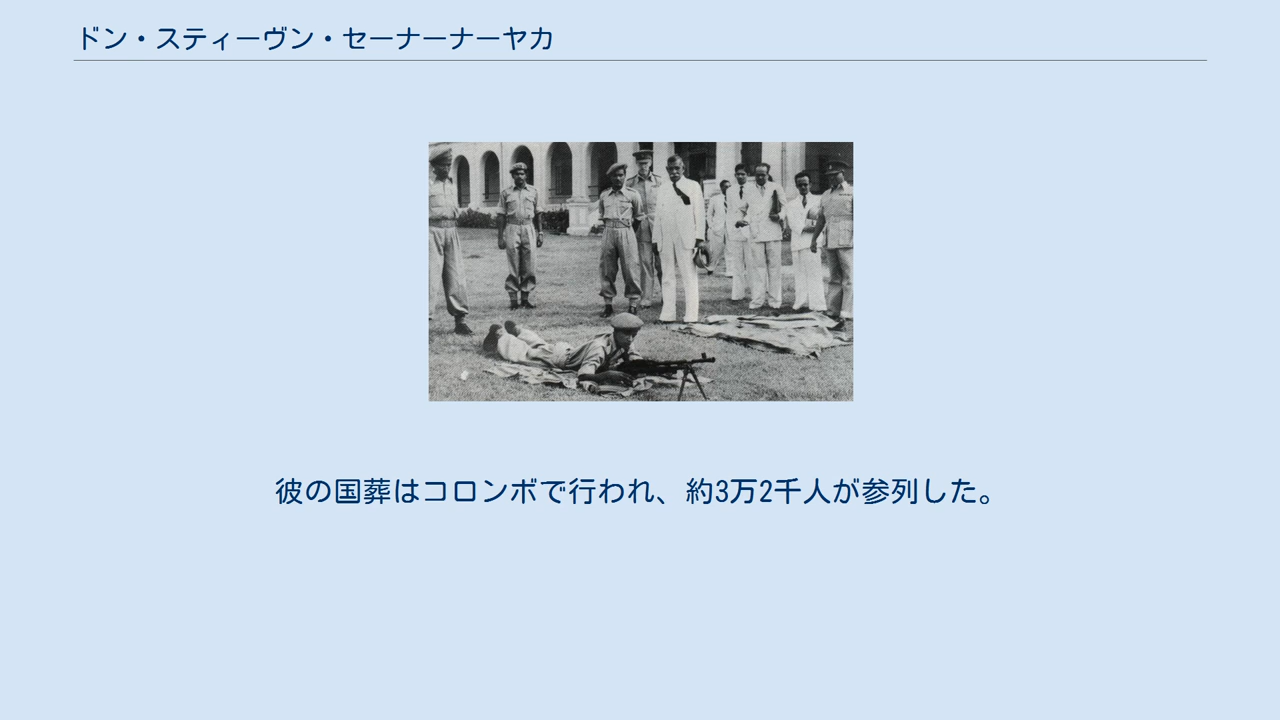 ドン・スティーヴン・セーナーナーヤカ
彼の国葬はコロンボで行われ、約3万2千人が参列した。